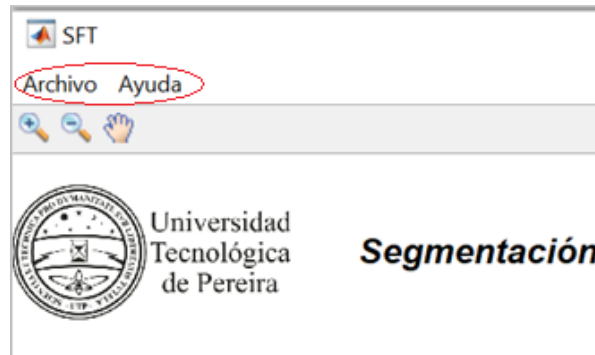 SFT
Archivo Ayuda
Universidad
Tecnológica
de Pereira
Segmentación